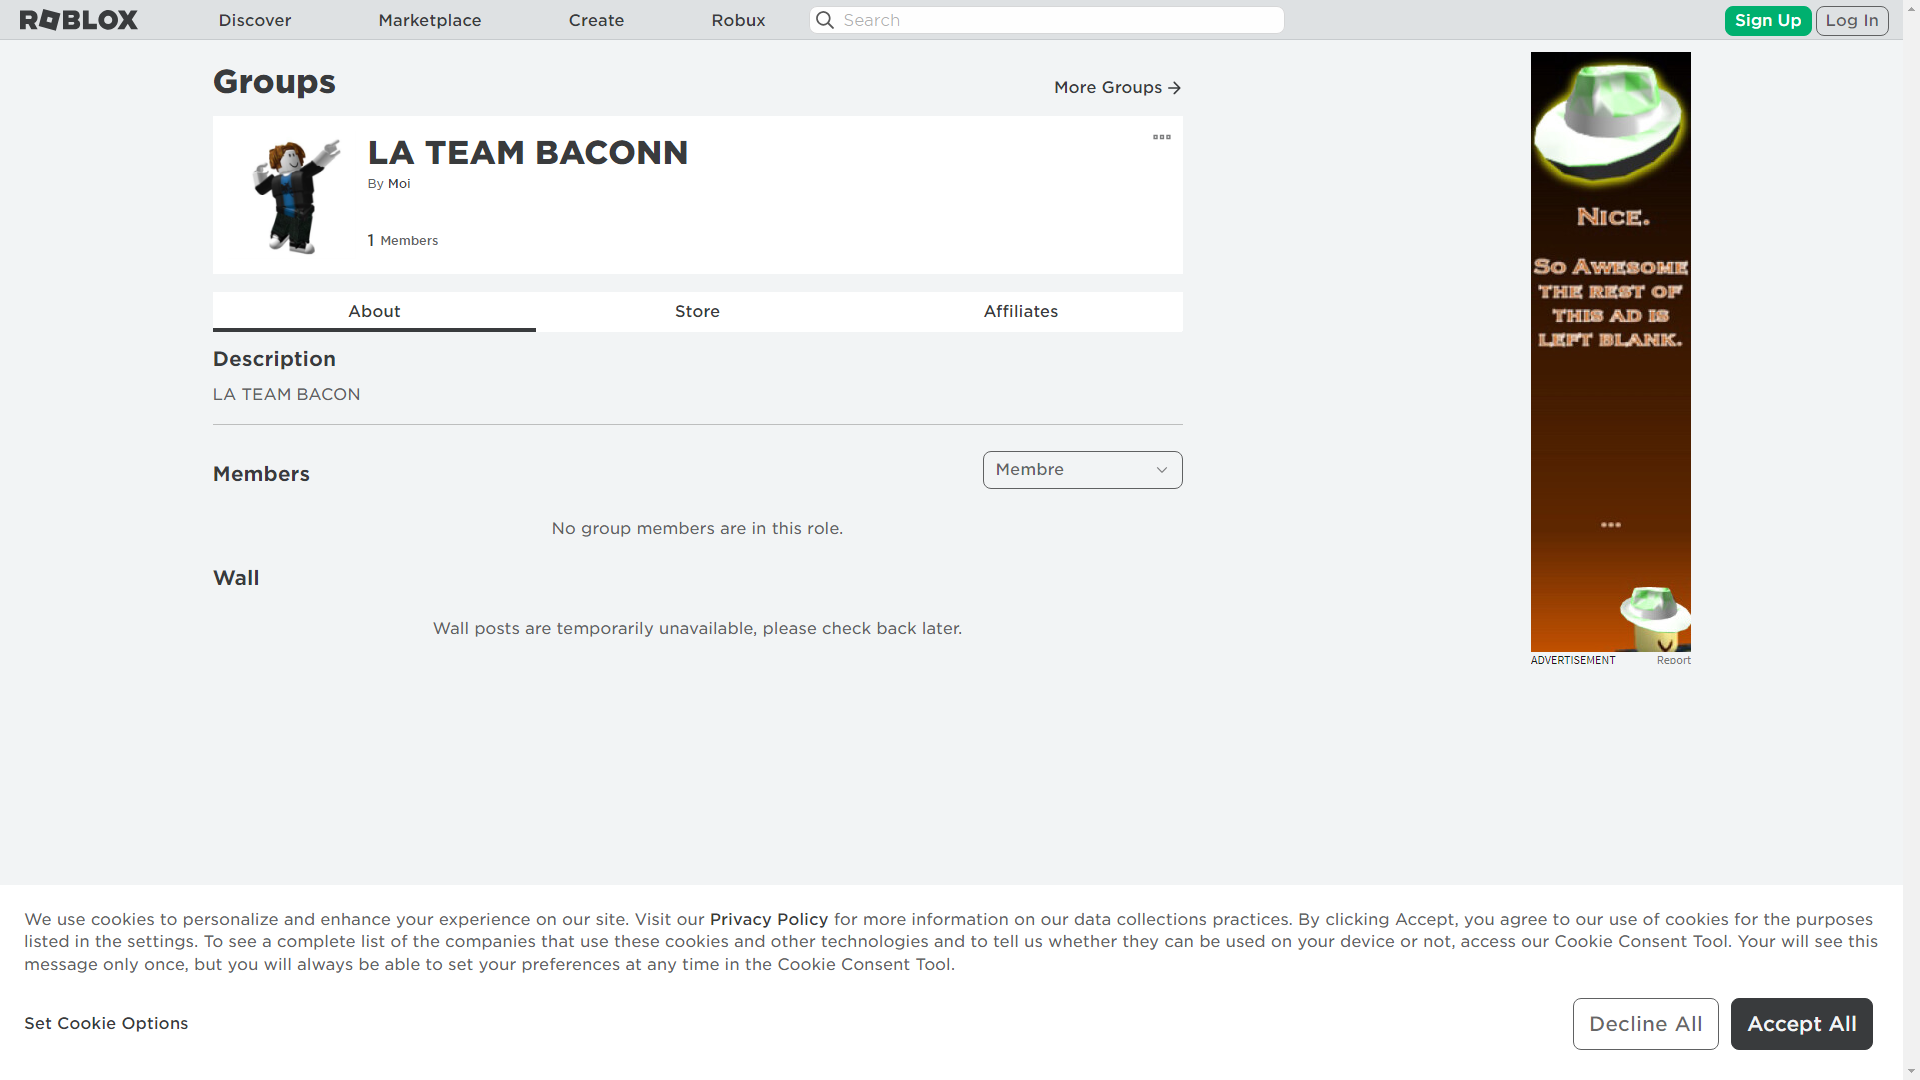 ROBLOX
Discover
Marketplace
Create
Robux
Search
Sign Up
Log In
Groups
More Groups
LA TEAM BACONN
By Moi
1 Members
About
Store
Affiliates
Description
LA TEAM BACON
Members
Membre
No group members are in this role.
Wall
Wall posts are temporarily unavailable, please check back later.
Nice.
So Awesome
the rest of
this ad is
left blank.
...
ADVERTISEMENT
Report
We use cookies to personalize and enhance your experience on our site. Visit our Privacy Policy for more information on our data collections practices. By clicking Accept, you agree to our use of cookies for the purposes
listed in the settings. To see a complete list of the companies that use these cookies and other technologies and to tell us whether they can be used on your device or not, access our Cookie Consent Tool. Your will see this
message only once, but you will always be able to set your preferences at any time in the Cookie Consent Tool.
Set Cookie Options
Decline All
Accept All